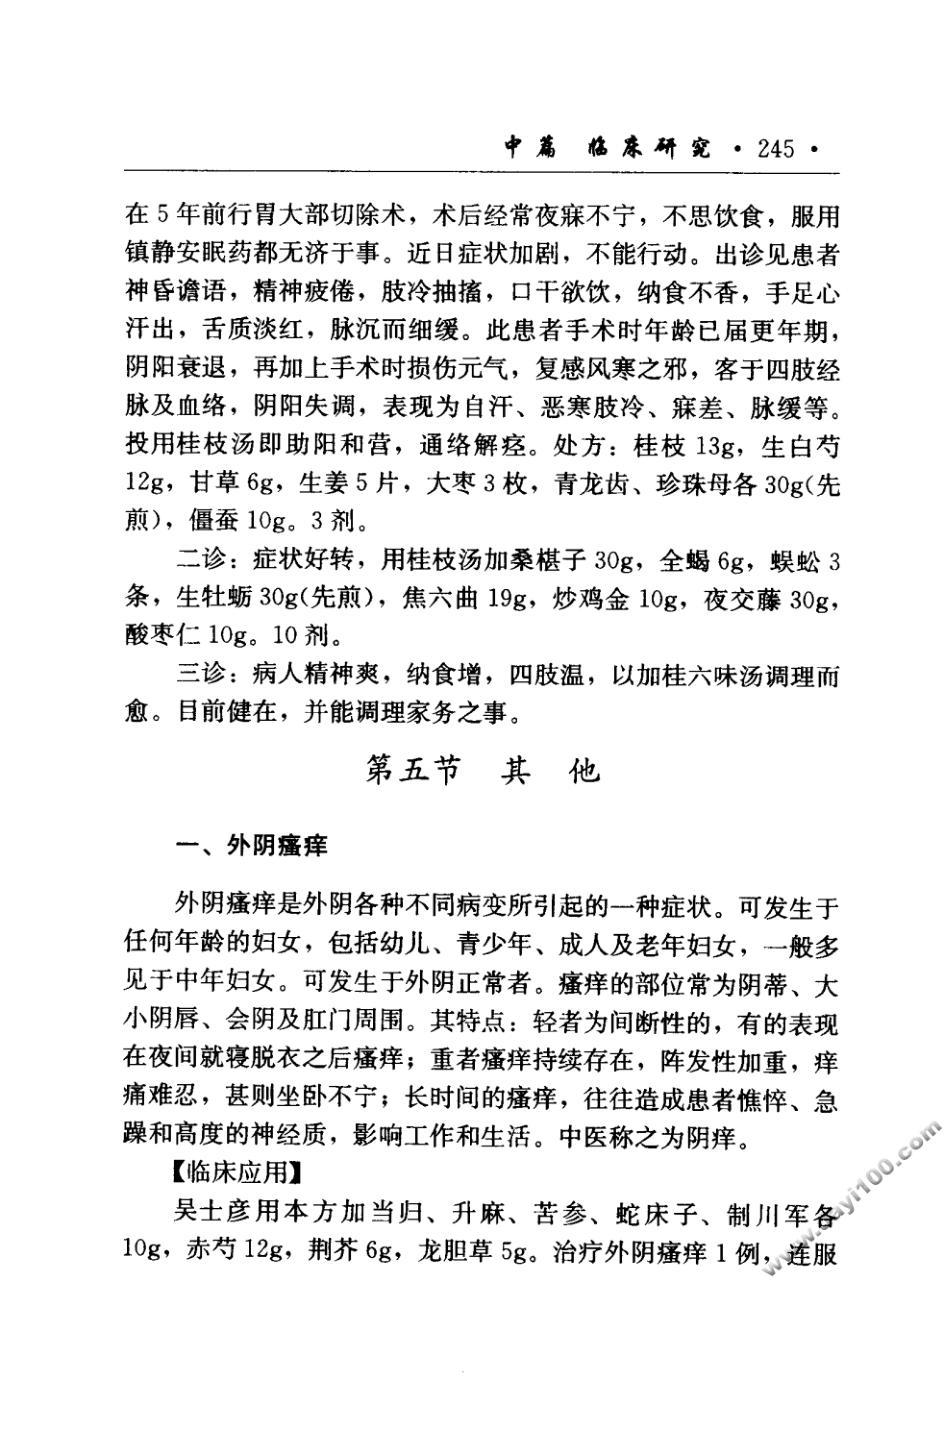 中篇 临床研究 · 245 ·
在 5 年前行胃大部切除术，术后经常夜寐不宁，不思饮食，服用
镇静安眠药都无济于事。近日症状加剧，不能行动。出诊见患者
神昏谵语，精神疲倦，肢冷抽搐，口干欲饮，纳食不香，手足心
汗出，舌质淡红，脉沉而细缓。此患者手术时年龄已届更年期，
阴阳衰退，再加上手术时损伤元气，复感风寒之邪，客于四肢经
脉及血络，阴阳失调，表现为自汗、恶寒肢冷、寐差、脉缓等。
投用桂枝汤即助阳和营，通络解痉。处方：桂枝 13g，生白芍
12g，甘草 6g，生姜 5 片，大枣 3 枚，青龙齿、珍珠母各 30g(先
煎)，僵蚕 10g。3 剂。
二诊：症状好转，用桂枝汤加桑椹子 30g，全蝎 6g，蜈蚣 3
条，生牡蛎 30g(先煎)，焦六曲 19g，炒鸡金 10g，夜交藤 30g，
酸枣仁 10g。10 剂。
三诊：病人精神爽，纳食增，四肢温，以加桂六味汤调理而
愈。目前健在，并能调理家务之事。
第五节 其 他
一、外阴瘙痒
外阴瘙痒是外阴各种不同病变所引起的一种症状。可发生于
任何年龄的妇女，包括幼儿、青少年、成人及老年妇女，一般多
见于中年妇女。可发生于外阴正常者。瘙痒的部位常为阴蒂、大
小阴唇、会阴及肛门周围。其特点：轻者为间断性的，有的表现
在夜间就寝脱衣之后瘙痒；重者瘙痒持续存在，阵发性加重，痒
痛难忍，甚则坐卧不宁；长时间的瘙痒，往往造成患者憔悴、急
躁和高度的神经质，影响工作和生活。中医称之为阴痒。
【临床应用】
吴士彦用本方加当归、升麻、苦参、蛇床子、制川军各
10g，赤芍 12g，荆芥 6g，龙胆草 5g。治疗外阴瘙痒 1 例，连服